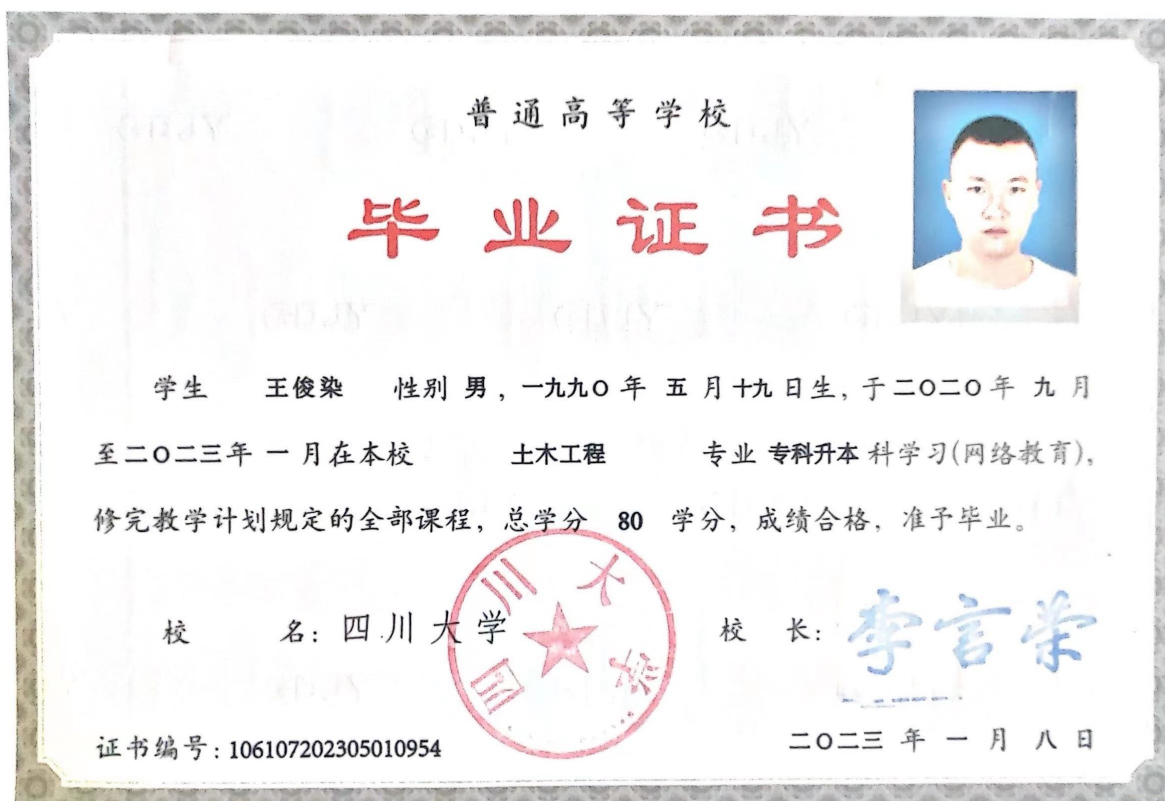 普通高等学校
毕业证书
学生 王俊染 性别 男，一九九〇年 五 月十九日生，于二〇二〇年 九 月
至二〇二三年 一 月在本校 土木工程 专业 专科升本 科学习(网络教育)，
修完教学计划规定的全部课程，总学分 80 学分，成绩合格，准予毕业。
校 名：四川大学
四川大学
校 长：李言荣
证书编号：106107202305010954
二〇二三 年 一 月 八 日